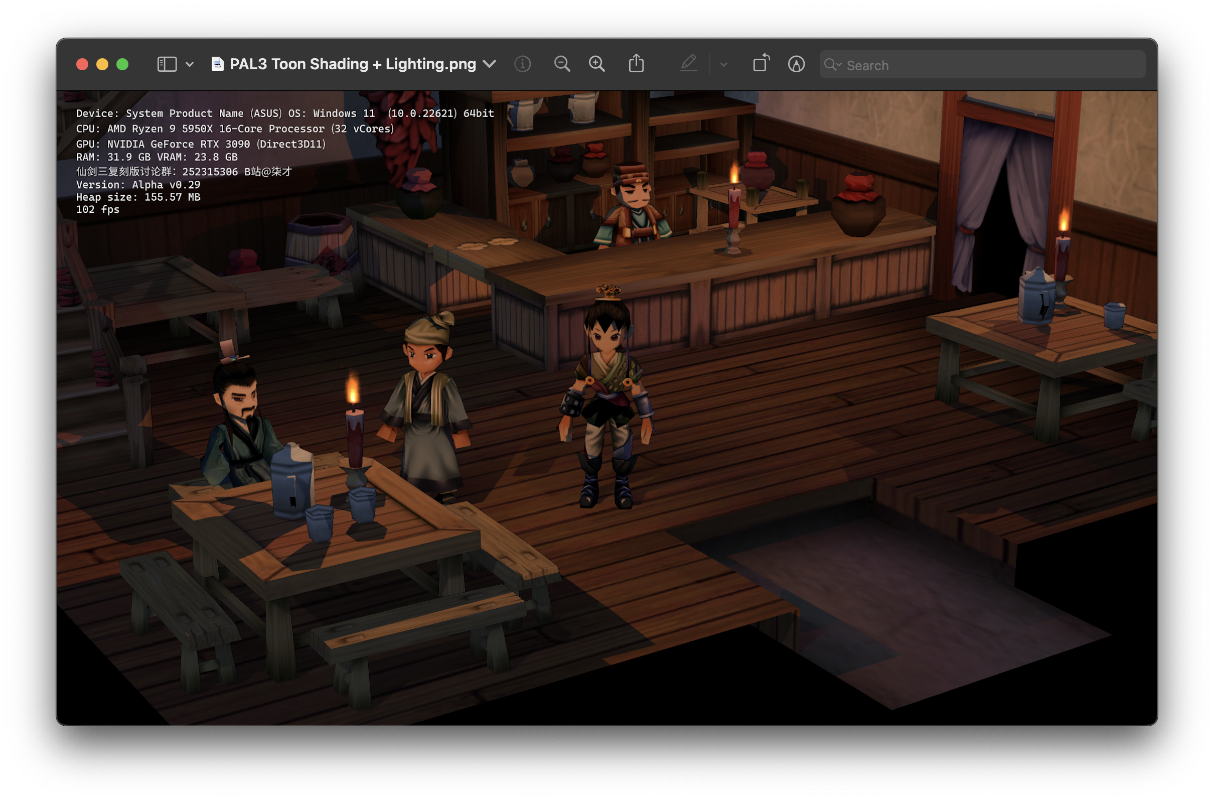 PAL3 Toon Shading + Lighting.png
Search
Device: System Product Name (ASUS) OS: Windows 11 (10.0.22621) 64bit
CPU: AMD Ryzen 9 5950X 16-Core Processor (32 vCores)
GPU: NVIDIA GeForce RTX 3090 (Direct3D11)
RAM: 31.9 GB VRAM: 23.8 GB
仙剑三复刻版讨论群: 252315306 B站@柒才
Version: Alpha v0.29
Heap size: 155.57 MB
102 fps